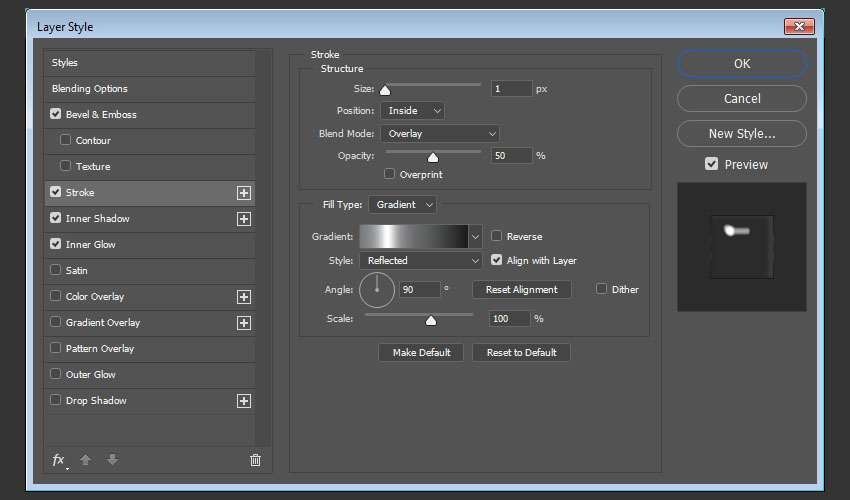 Layer Style
Styles
Blending Options
Bevel & Emboss
Contour
Texture
Stroke
Inner Shadow
Inner Glow
Satin
Color Overlay
Gradient Overlay
Pattern Overlay
Outer Glow
Drop Shadow
fx
Stroke
Structure
Size: 1 px
Position: Inside
Blend Mode: Overlay
Opacity: 50 %
Overprint
Fill Type: Gradient
Gradient: Reverse
Style: Reflected Align with Layer
Angle: 90 ° Reset Alignment Dither
Scale: 100 %
Make Default Reset to Default
OK
Cancel
New Style...
Preview